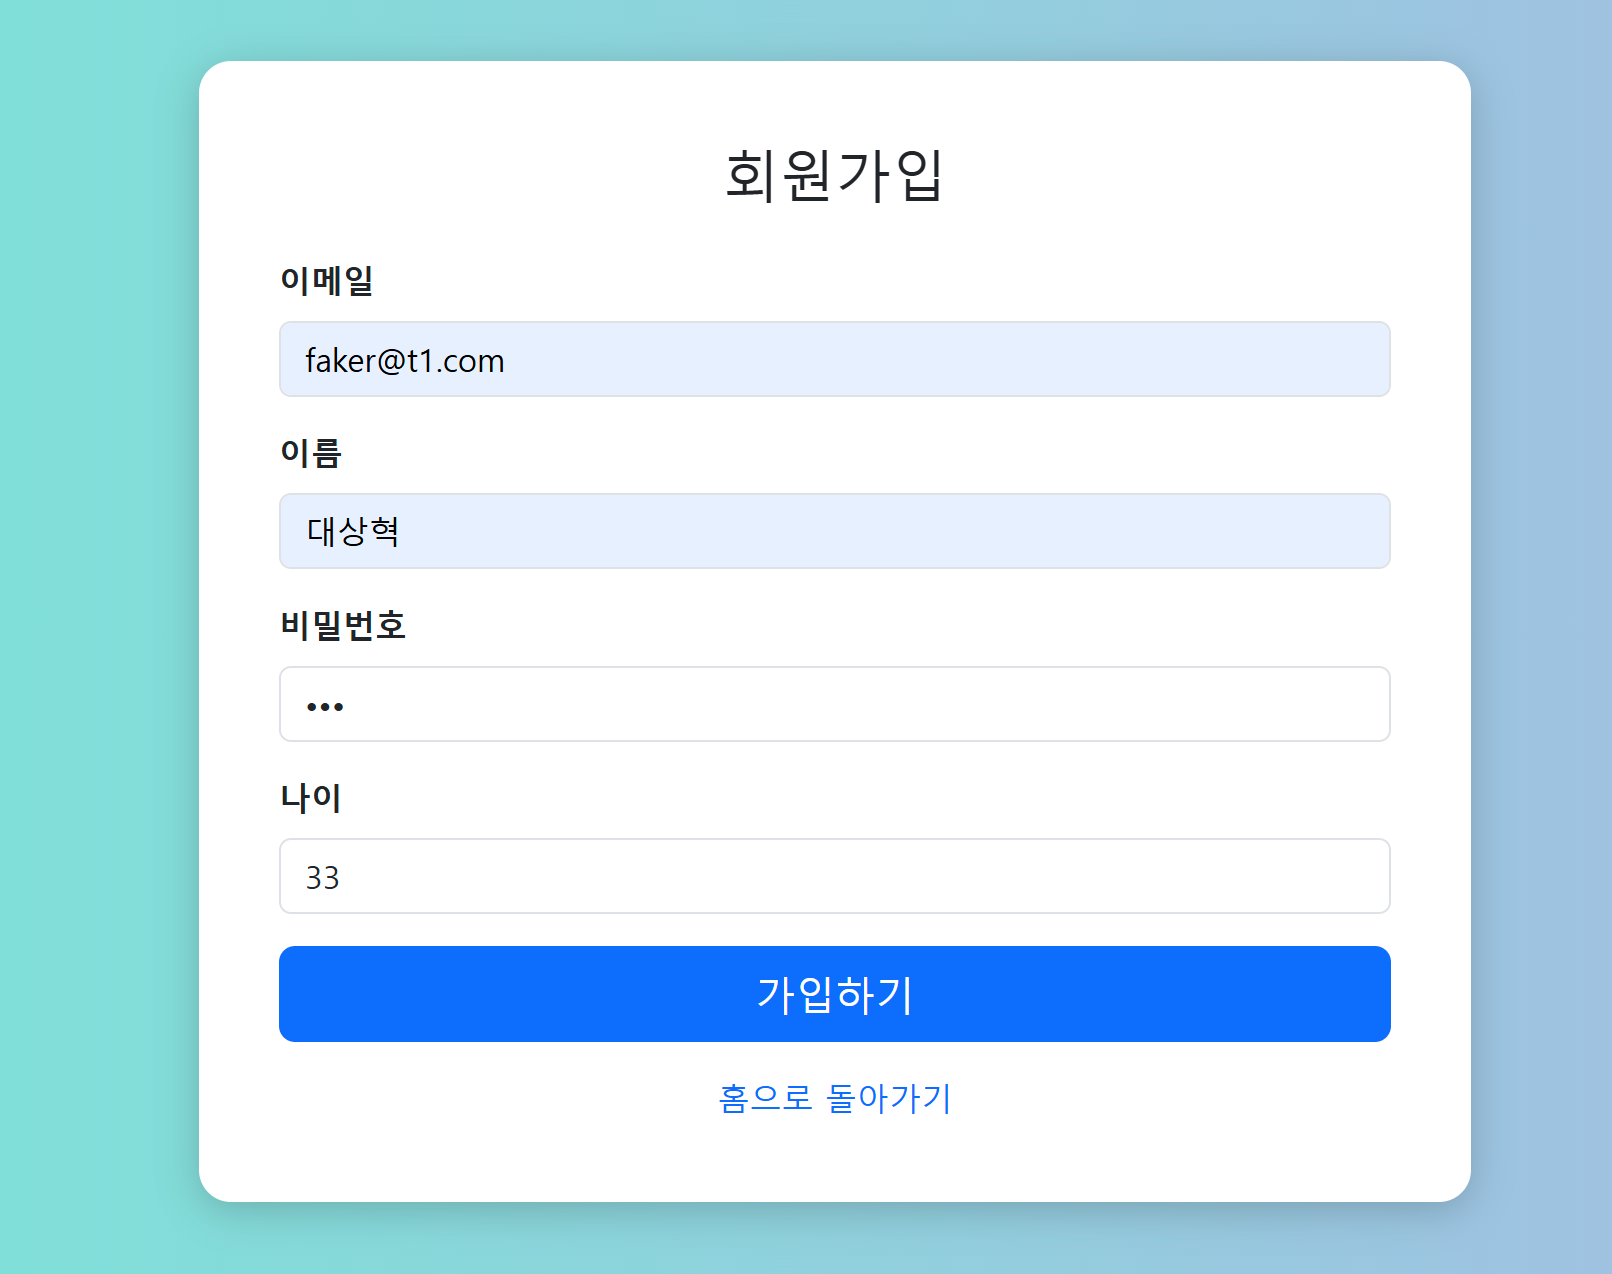 회원가입
이메일
faker@t1.com
이름
대상혁
비밀번호
•••
나이
33
가입하기
홈으로 돌아가기